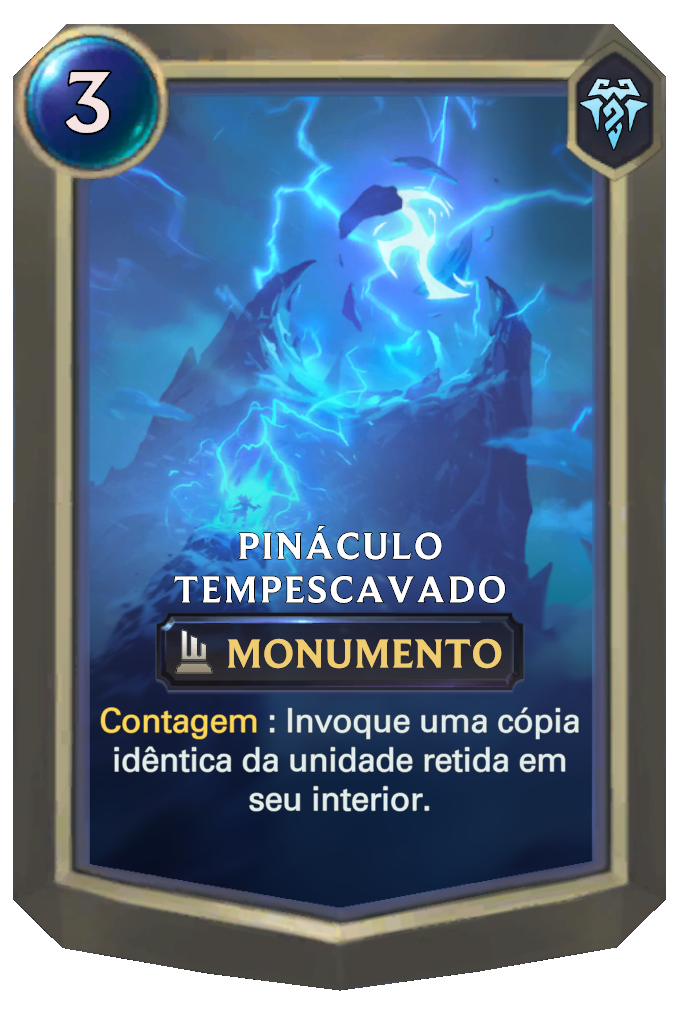 3
PINÁCULO
TEMPESCAVADO
MONUMENTO
Contagem : Invoque uma cópia
idêntica da unidade retida em
seu interior.